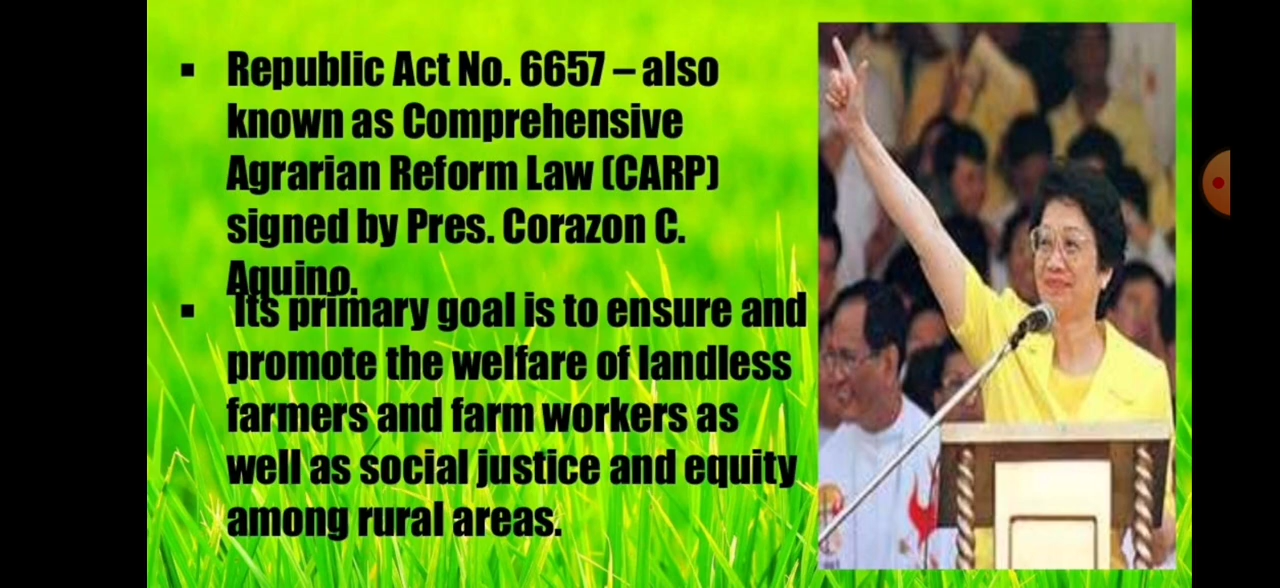 ▪ Republic Act No. 6657 – also
known as Comprehensive
Agrarian Reform Law (CARP)
signed by Pres. Corazon C.
Aquino.
▪ Its primary goal is to ensure and
promote the welfare of landless
farmers and farm workers as
well as social justice and equity
among rural areas.